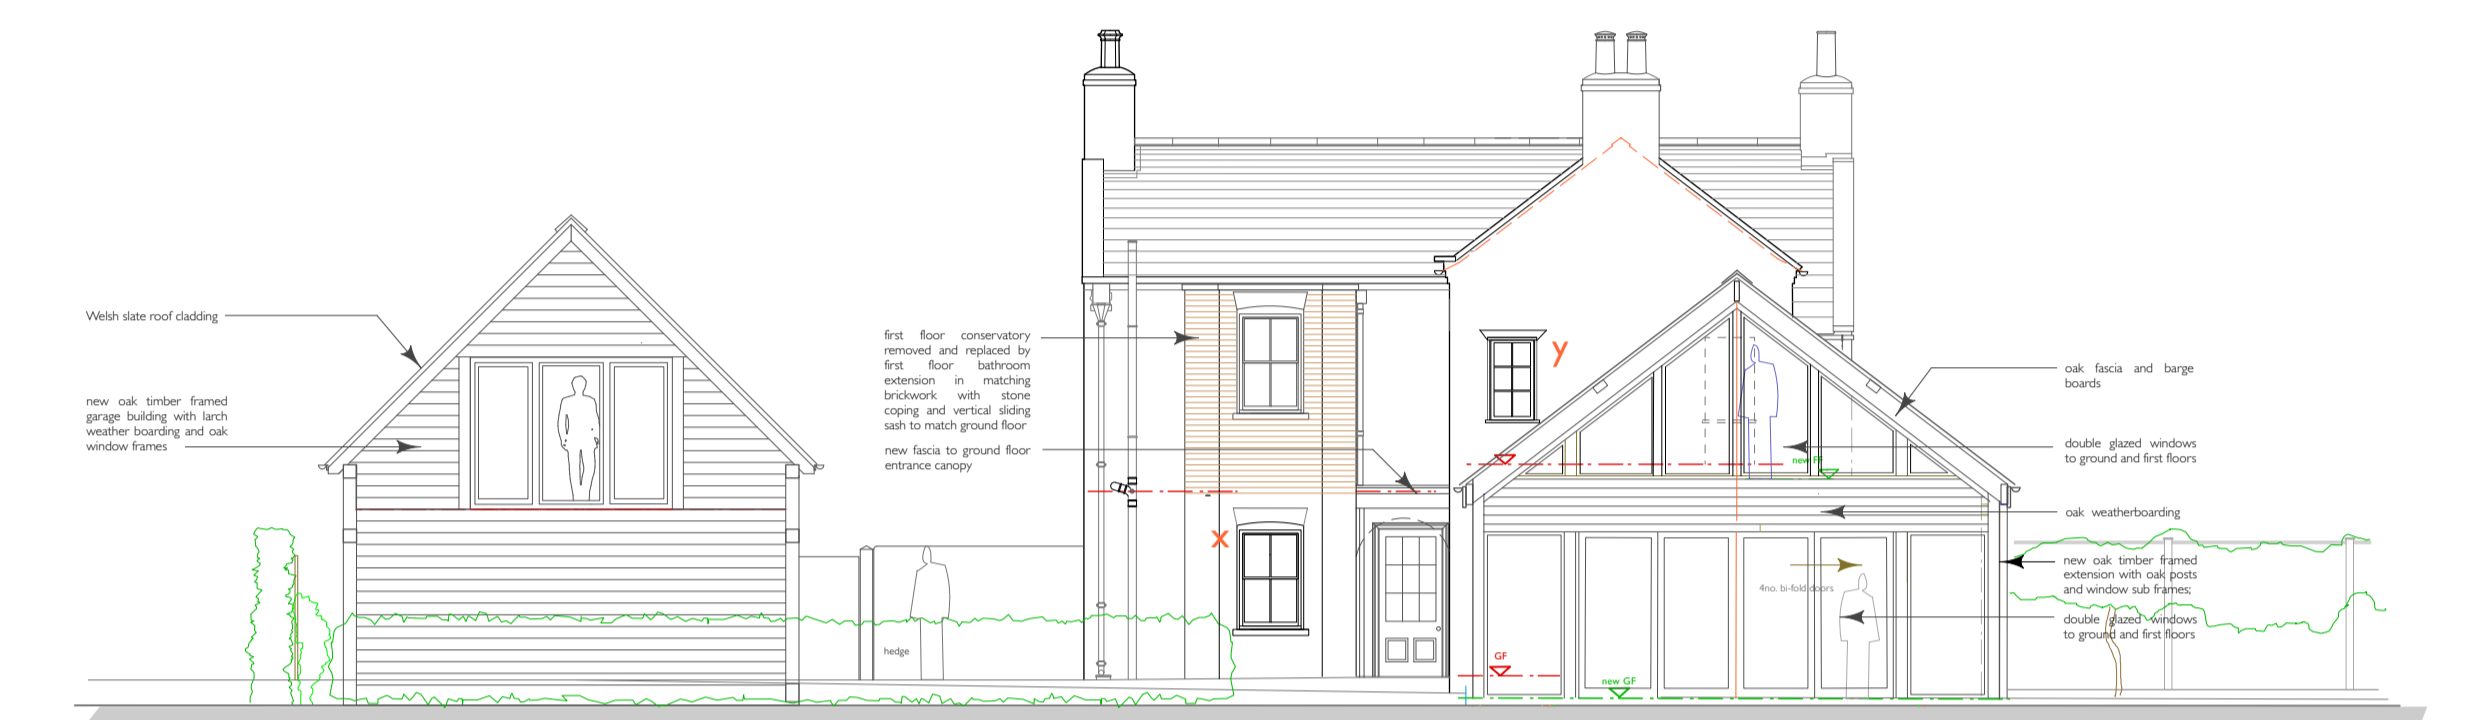 Welsh slate roof cladding
new oak timber framed
garage building with larch
weather boarding and oak
window frames
first floor conservatory
removed and replaced by
first floor bathroom
extension in matching
brickwork with stone
coping and vertical sliding
sash to match ground floor
new fascia to ground floor
entrance canopy
hedge
x
y
new FF
4no. bi-fold doors
GF
new GF
oak fascia and barge
boards
double glazed windows
to ground and first floors
oak weatherboarding
new oak timber framed
extension with oak posts
and window sub frames;
double glazed windows
to ground and first floors